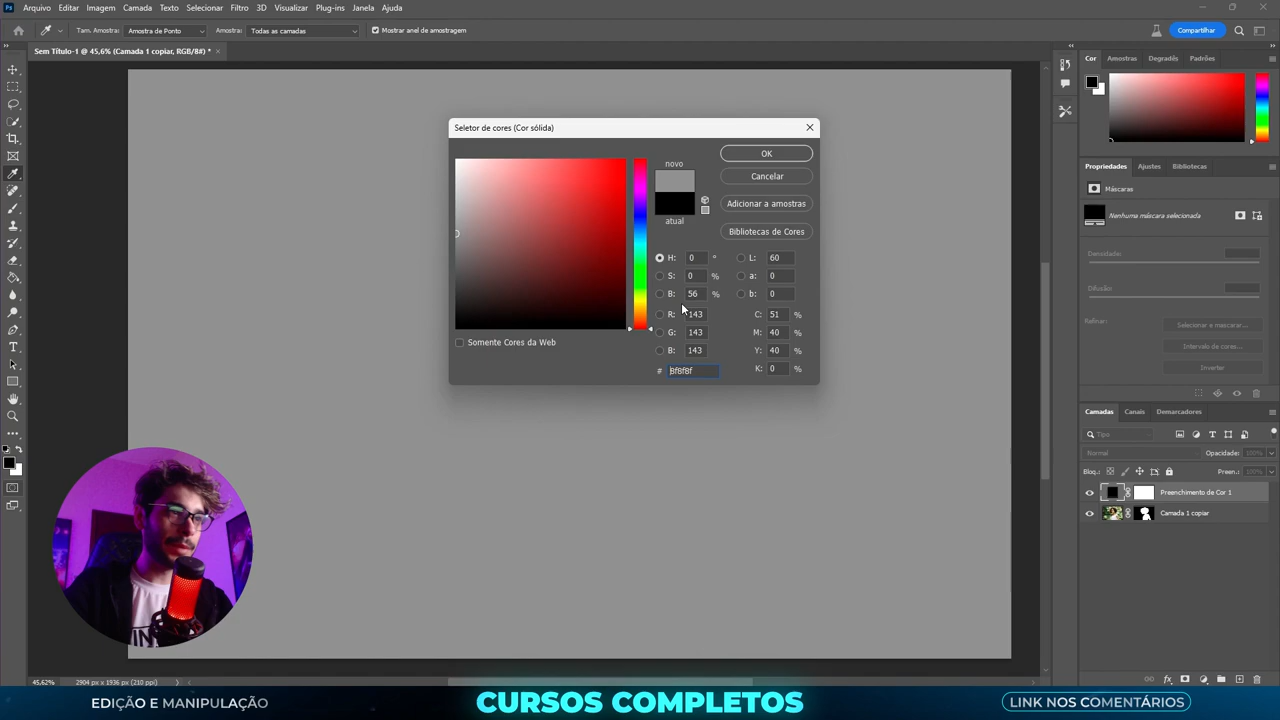 Ps Arquivo Editar Imagem Camada Texto Selecionar Filtro 3D Visualizar Plug-ins Janela Ajuda
Tam. Amostra: Amostra de Ponto Amostra: Todas as camadas Mostrar anel de amostragem Compartilhar
Sem Título-1 @ 45,6% (Camada 1 copiar, RGB/8#) *
Cor Amostras Degradês Padrões
Seletor de cores (Cor sólida)
novo
atual
OK
Cancelar
Adicionar a amostras
Bibliotecas de Cores
H: 0 ° L: 60
S: 0 % a: 0
B: 56 % b: 0
R: 143 C: 51 %
G: 143 M: 40 %
B: 143 Y: 40 %
# 8f8f8f K: 0 %
Somente Cores da Web
Propriedades Ajustes Bibliotecas
Máscaras
Nenhuma máscara selecionada
Densidade:
Difusão:
Refinar:
Selecionar e mascarar...
Intervalo de cores...
Inverter
Camadas Canais Demarcadores
Tipo
Normal Opacidade: 100%
Bloq.: Preen.: 100%
Preenchimento de Cor 1
Camada 1 copiar
45,62% 2904 px x 1936 px (210 ppi)
EDIÇÃO E MANIPULAÇÃO
CURSOS COMPLETOS
LINK NOS COMENTÁRIOS